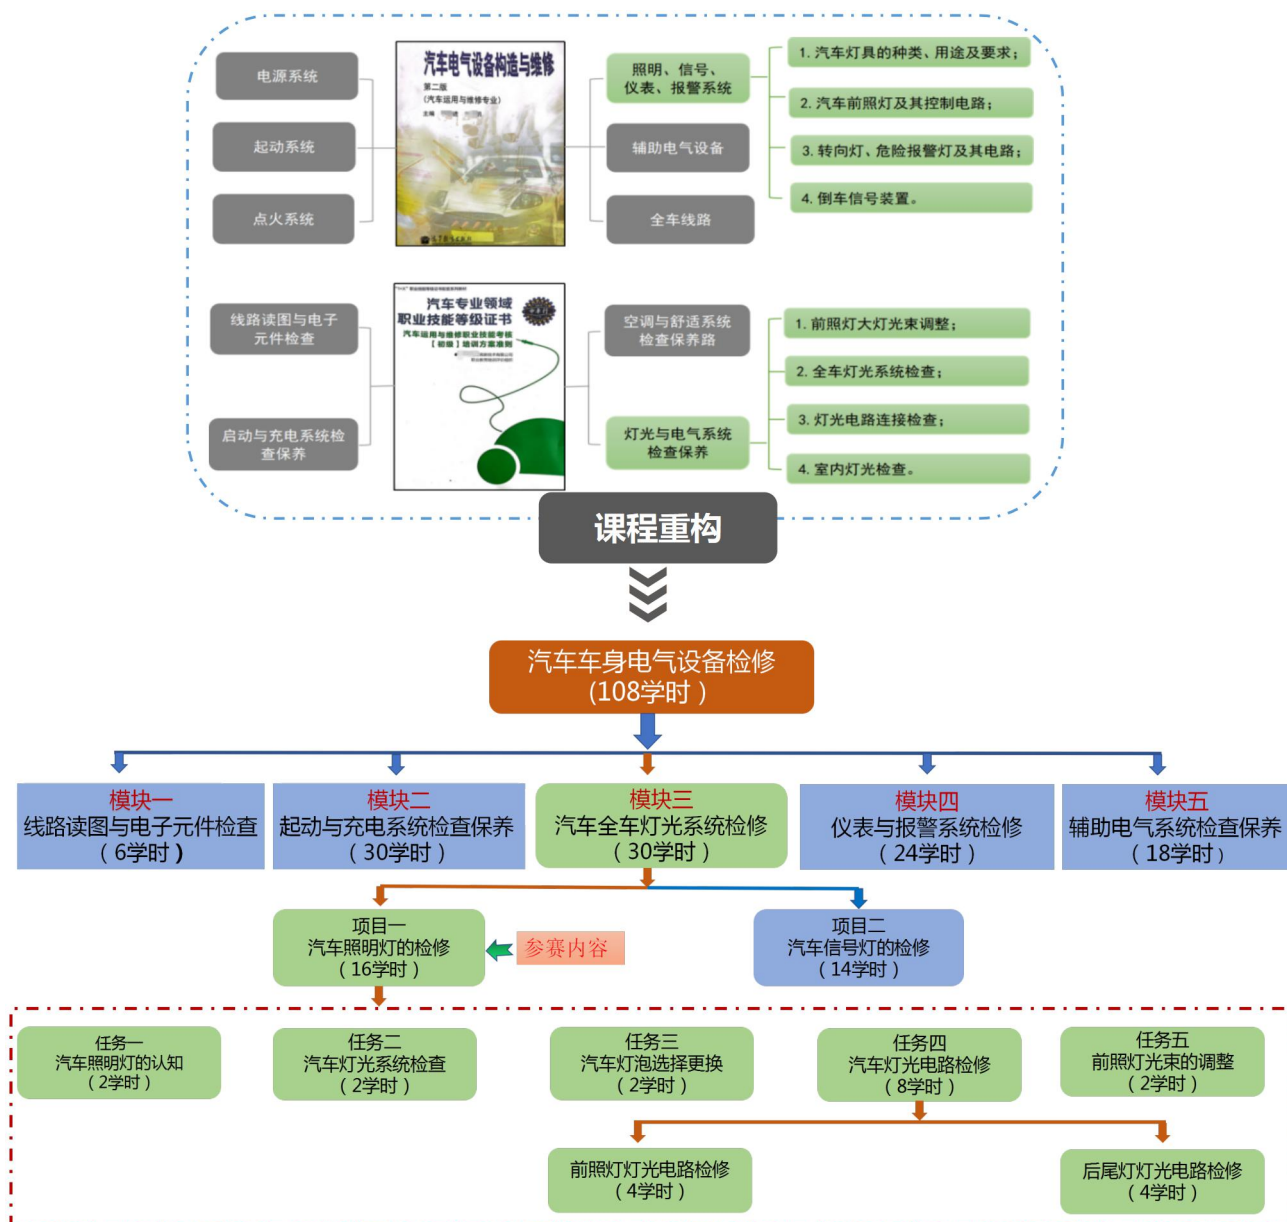 电源系统
起动系统
点火系统
汽车电气设备构造与维修
第二版
(汽车运用与维修专业)
主编
照明、信号、
仪表、报警系统
辅助电气设备
全车线路
1. 汽车灯具的种类、用途及要求；
2. 汽车前照灯及其控制电路；
3. 转向灯、危险报警灯及其电路；
4. 倒车信号装置。
线路读图与电子
元件检查
启动与充电系统检
查保养
汽车专业领域
职业技能等级证书
汽车运用与维修职业技能考核
[初级] 培训方案准则
空调与舒适系统
检查保养路
灯光与电气系统
检查保养
1. 前照灯大灯光束调整；
2. 全车灯光系统检查；
3. 灯光电路连接检查；
4. 室内灯光检查。
课程重构
汽车车身电气设备检修
(108学时）
模块一
线路读图与电子元件检查
（6学时）
模块二
起动与充电系统检查保养
（30学时）
模块三
汽车全车灯光系统检修
（30学时）
模块四
仪表与报警系统检修
（24学时）
模块五
辅助电气系统检查保养
（18学时）
项目一
汽车照明灯的检修
（16学时）
参赛内容
项目二
汽车信号灯的检修
（14学时）
任务一
汽车照明灯的认知
（2学时）
任务二
汽车灯光系统检查
（2学时）
任务三
汽车灯泡选择更换
（2学时）
任务四
汽车灯光电路检修
（8学时）
任务五
前照灯光束的调整
（2学时）
前照灯灯光电路检修
（4学时）
后尾灯灯光电路检修
（4学时）